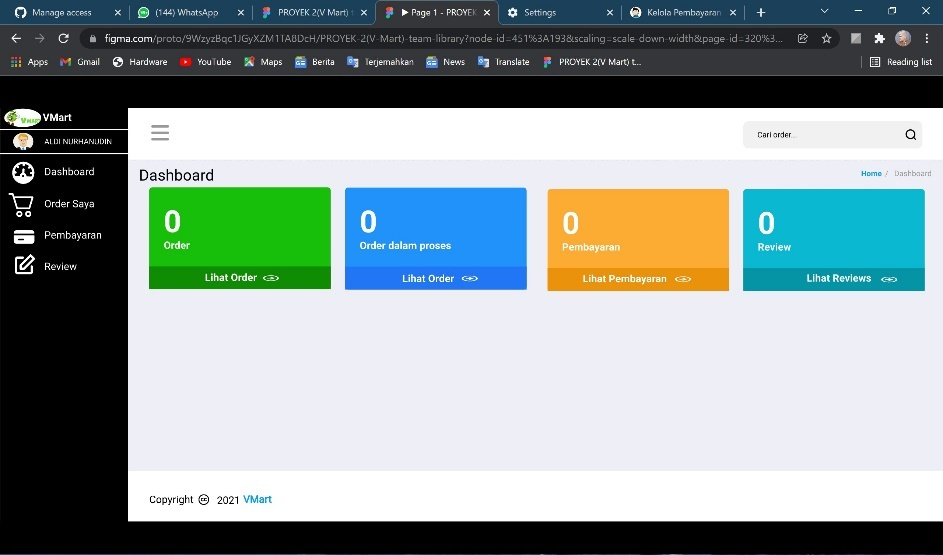 Manage access
(144) WhatsApp
PROYEK 2(V Mart) t
Page 1 - PROYEK
Settings
Kelola Pembayaran
figma.com/proto/9WzyzBqc1JGyXZM1TA8DcH/PROYEK-2(V-Mart)-team-library?node-id=451%3A193&scaling=scale-down-width&page-id=320%3...
Apps
Gmail
Hardware
YouTube
Maps
Berita
Terjemahkan
News
Translate
PROYEK 2(V Mart) t...
Reading list
VMart
ALDI NURHANUDIN
Dashboard
Order Saya
Pembayaran
Review
Cari order...
Dashboard
Home / Dashboard
0
Order
Lihat Order
0
Order dalam proses
Lihat Order
0
Pembayaran
Lihat Pembayaran
0
Review
Lihat Reviews
Copyright 2021 VMart